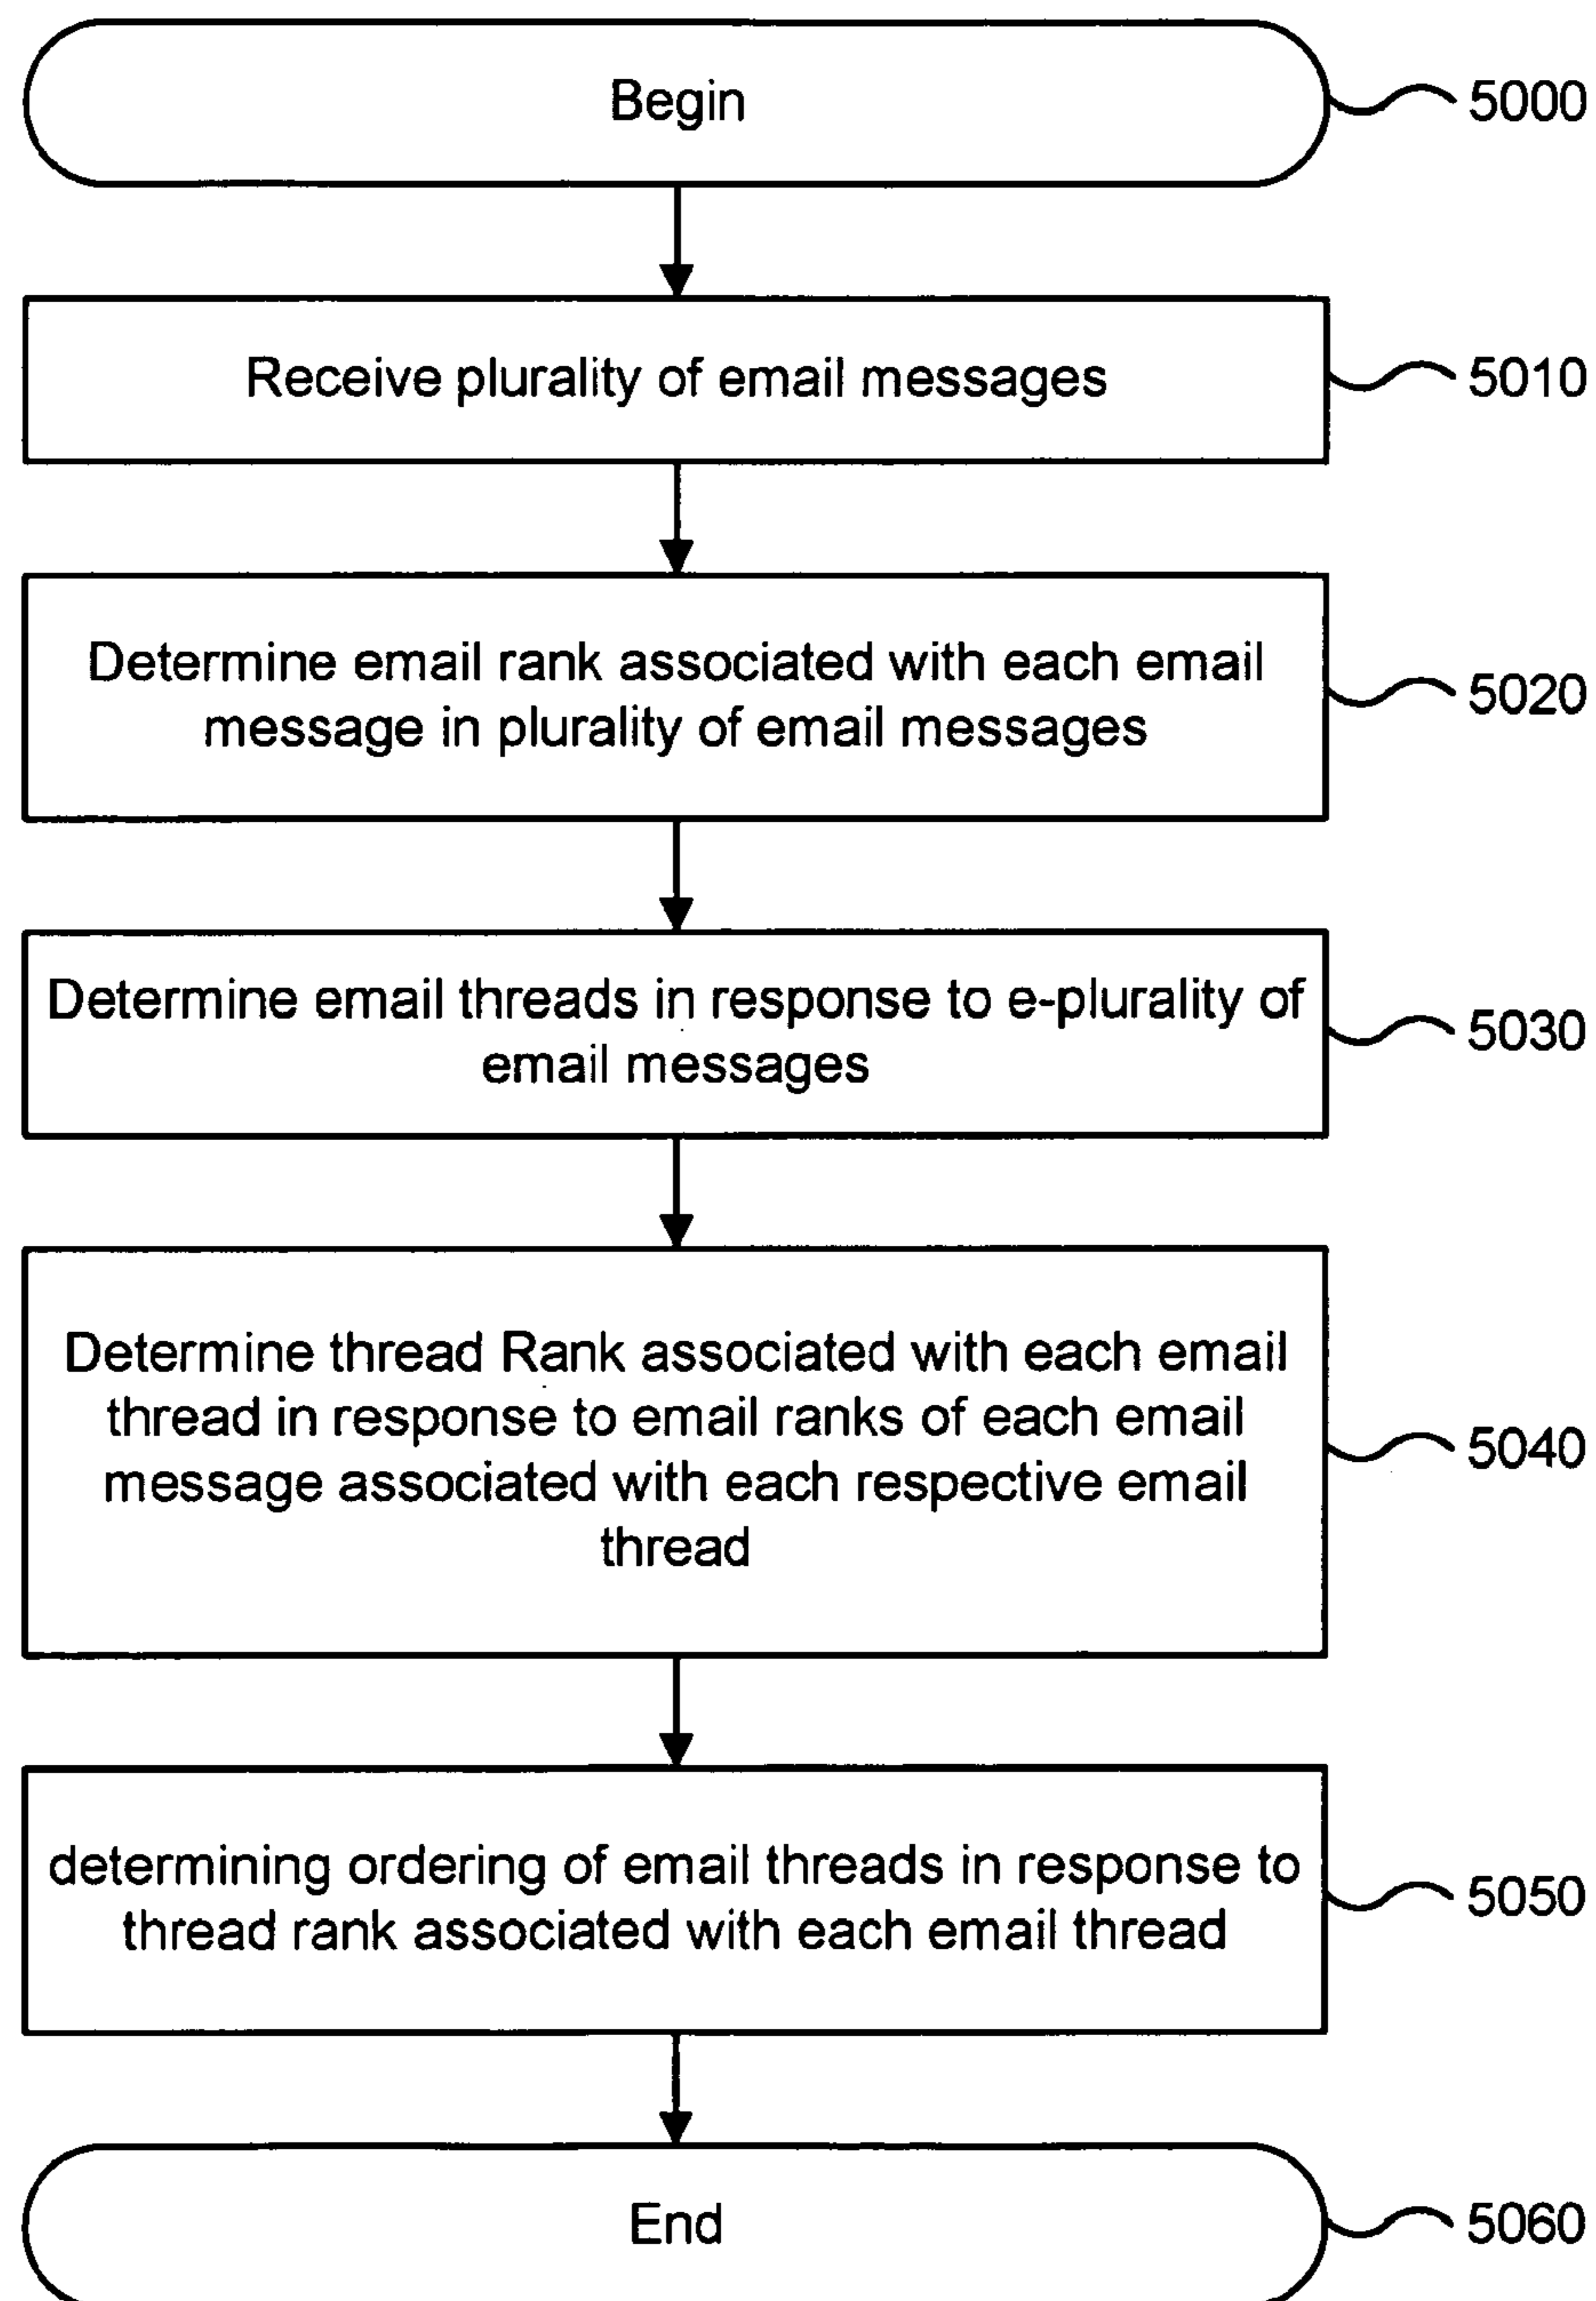 Begin
5000
Receive plurality of email messages
5010
Determine email rank associated with each email
message in plurality of email messages
5020
Determine email threads in response to e-plurality of
email messages
5030
Determine thread Rank associated with each email
thread in response to email ranks of each email
message associated with each respective email
thread
5040
determining ordering of email threads in response to
thread rank associated with each email thread
5050
End
5060